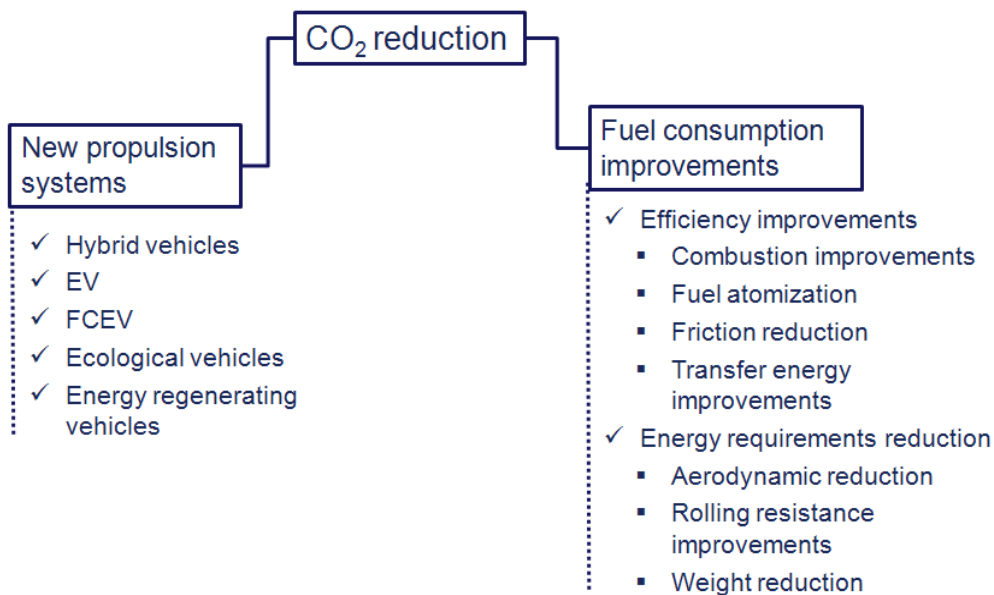 CO₂ reduction
New propulsion
systems
✓ Hybrid vehicles
✓ EV
✓ FCEV
✓ Ecological vehicles
✓ Energy regenerating
vehicles
Fuel consumption
improvements
✓ Efficiency improvements
▪ Combustion improvements
▪ Fuel atomization
▪ Friction reduction
▪ Transfer energy
improvements
✓ Energy requirements reduction
▪ Aerodynamic reduction
▪ Rolling resistance
improvements
▪ Weight reduction